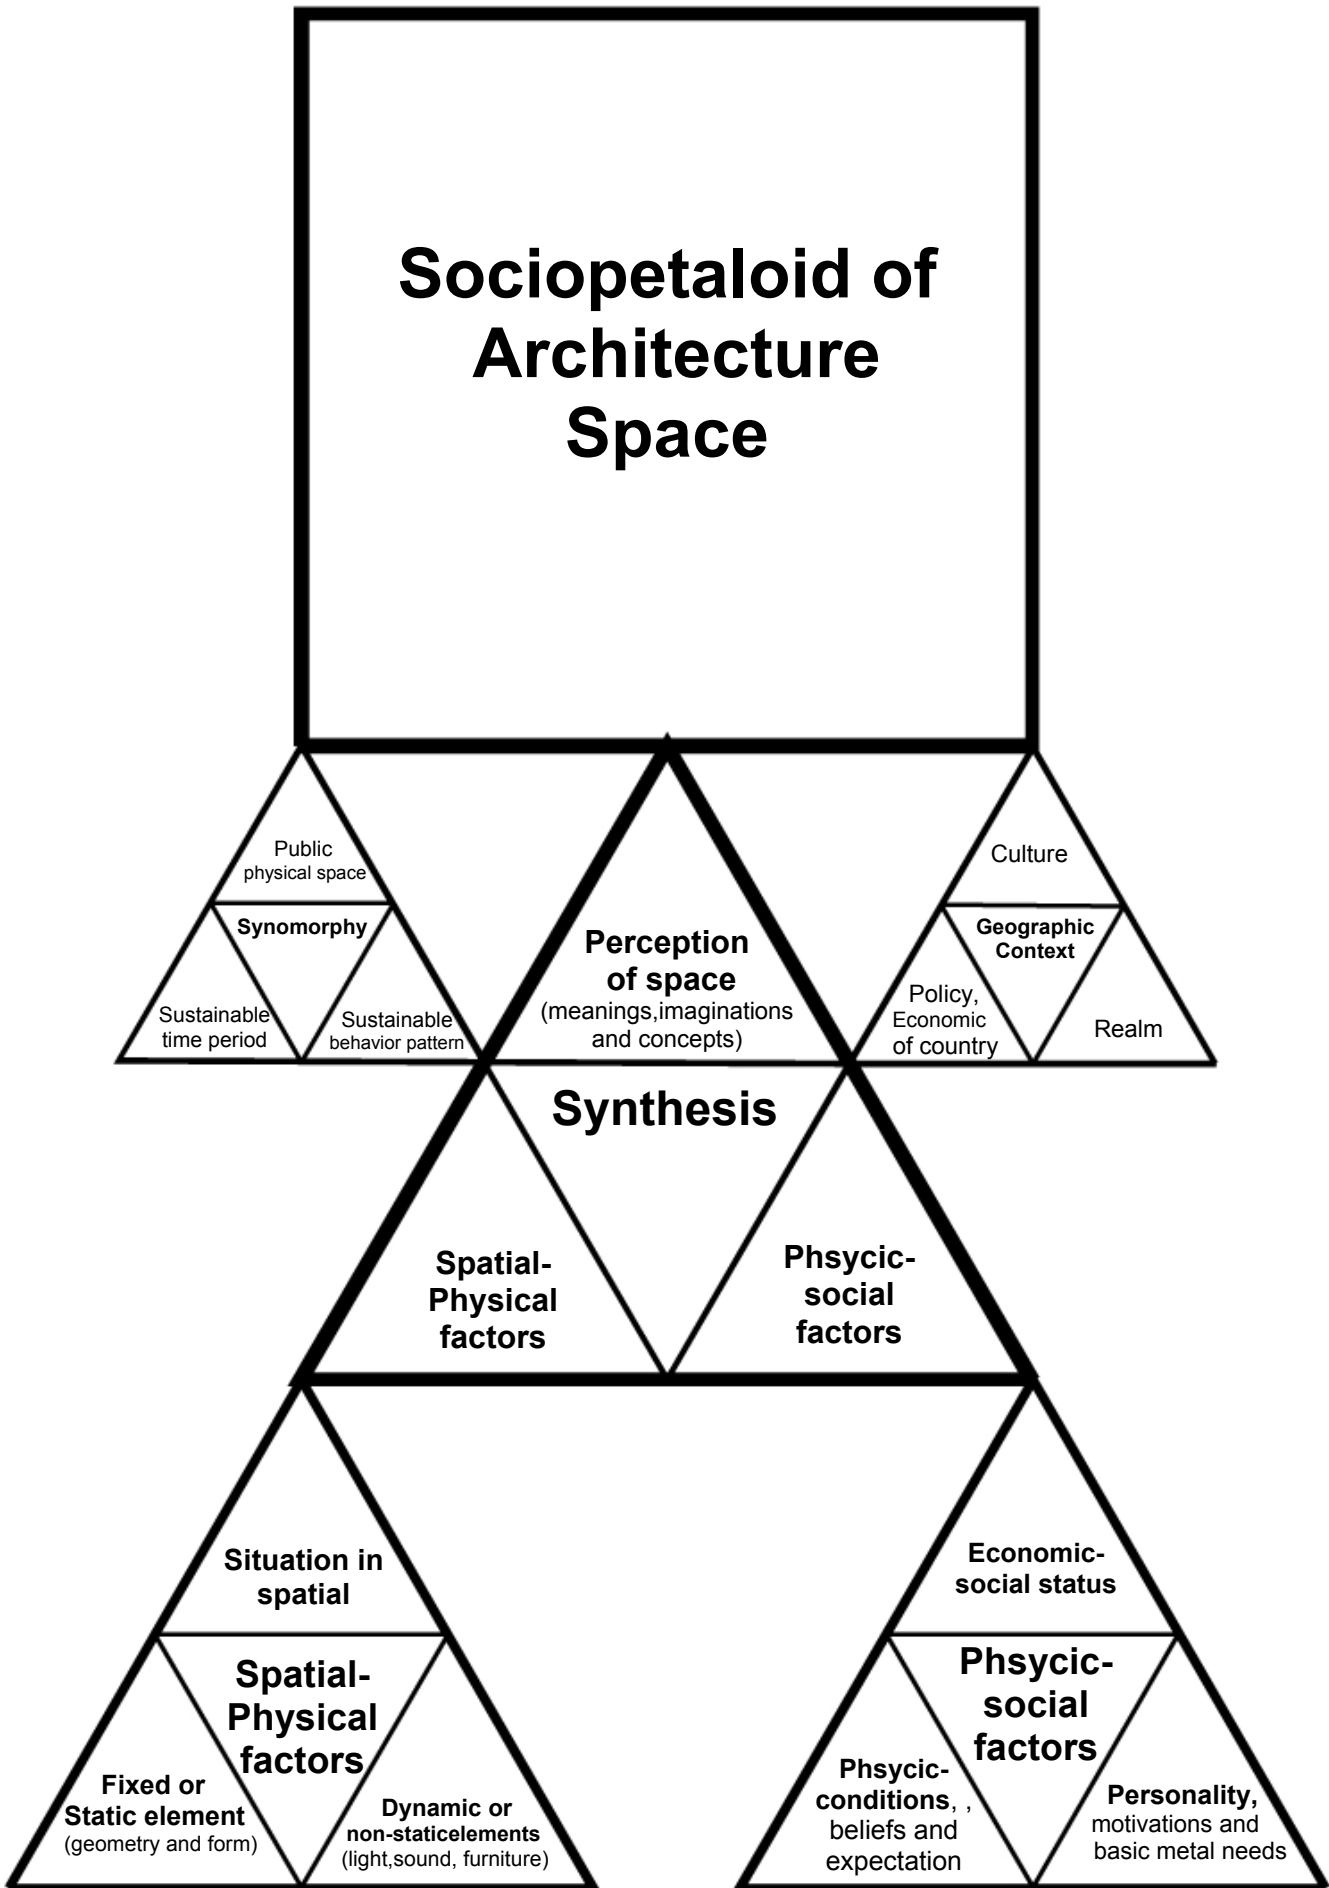 Sociopetaloid of
Architecture
Space
Public
physical space
Synomorphy
Sustainable
time period
Sustainable
behavior pattern
Perception
of space
(meanings,imaginations
and concepts)
Culture
Geographic
Context
Policy,
Economic
of country
Realm
Synthesis
Spatial-
Physical
factors
Phsycic-
social
factors
Situation in
spatial
Spatial-
Physical
factors
Fixed or
Static element
(geometry and form)
Dynamic or
non-staticelements
(light,sound, furniture)
Economic-
social status
Phsycic-
social
factors
Phsycic-
conditions, ,
beliefs and
expectation
Personality,
motivations and
basic metal needs